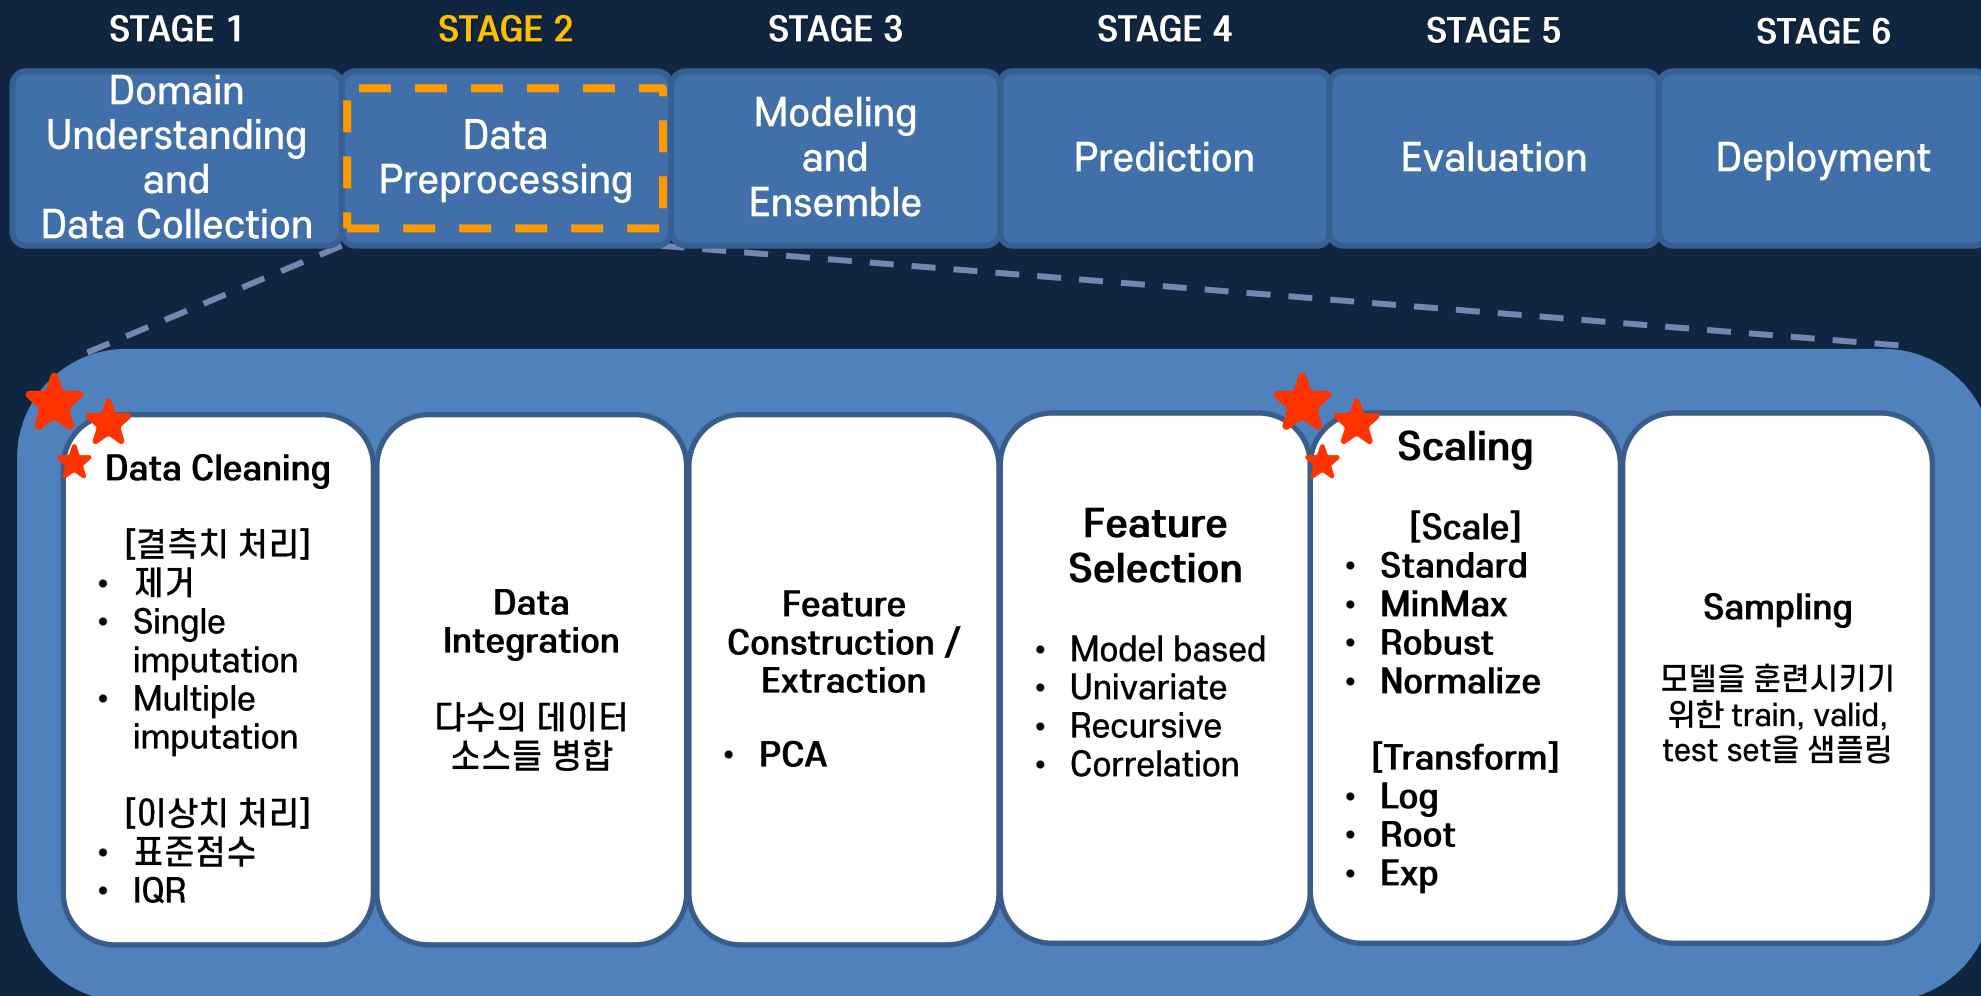 STAGE 1
STAGE 2
STAGE 3
STAGE 4
STAGE 5
STAGE 6
Domain
Understanding
and
Data Collection
Data
Preprocessing
Modeling
and
Ensemble
Prediction
Evaluation
Deployment
Data Cleaning
[결측치 처리]
• 제거
• Single
imputation
• Multiple
imputation
[이상치 처리]
• 표준점수
• IQR
Data
Integration
다수의 데이터
소스들 병합
Feature
Construction /
Extraction
• PCA
Feature
Selection
• Model based
• Univariate
• Recursive
• Correlation
Scaling
[Scale]
• Standard
• MinMax
• Robust
• Normalize
[Transform]
• Log
• Root
• Exp
Sampling
모델을 훈련시키기
위한 train, valid,
test set을 샘플링